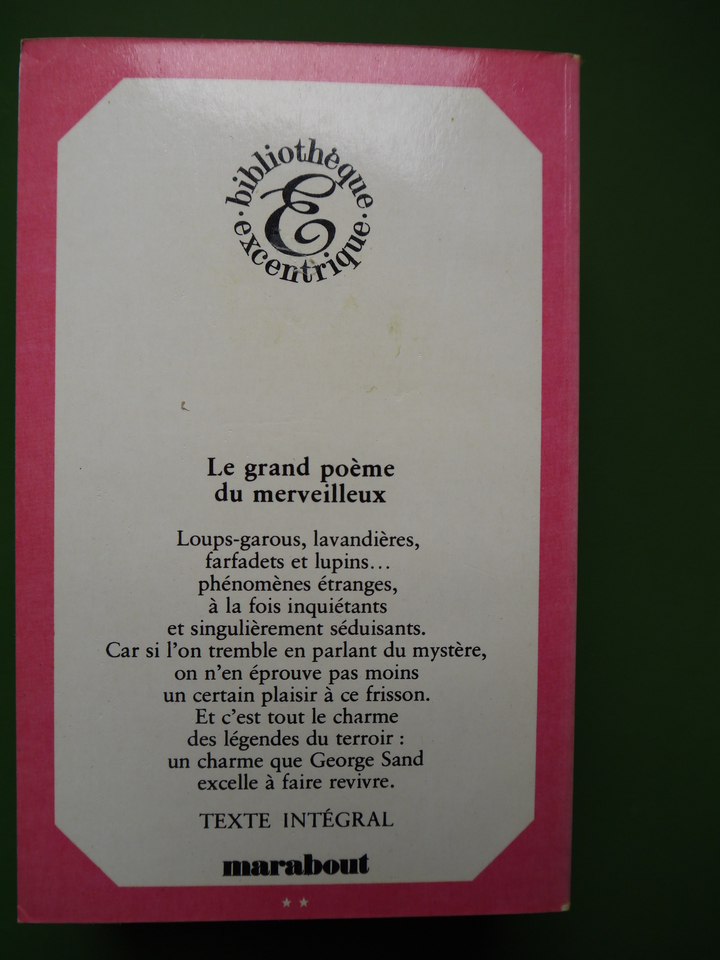 bibliothèque
E
excentrique
Le grand poème
du merveilleux
Loups-garous, lavandières,
farfadets et lupins...
phénomènes étranges,
à la fois inquiétants
et singulièrement séduisants.
Car si l'on tremble en parlant du mystère,
on n'en éprouve pas moins
un certain plaisir à ce frisson.
Et c'est tout le charme
des légendes du terroir :
un charme que George Sand
excelle à faire revivre.
TEXTE INTÉGRAL
marabout